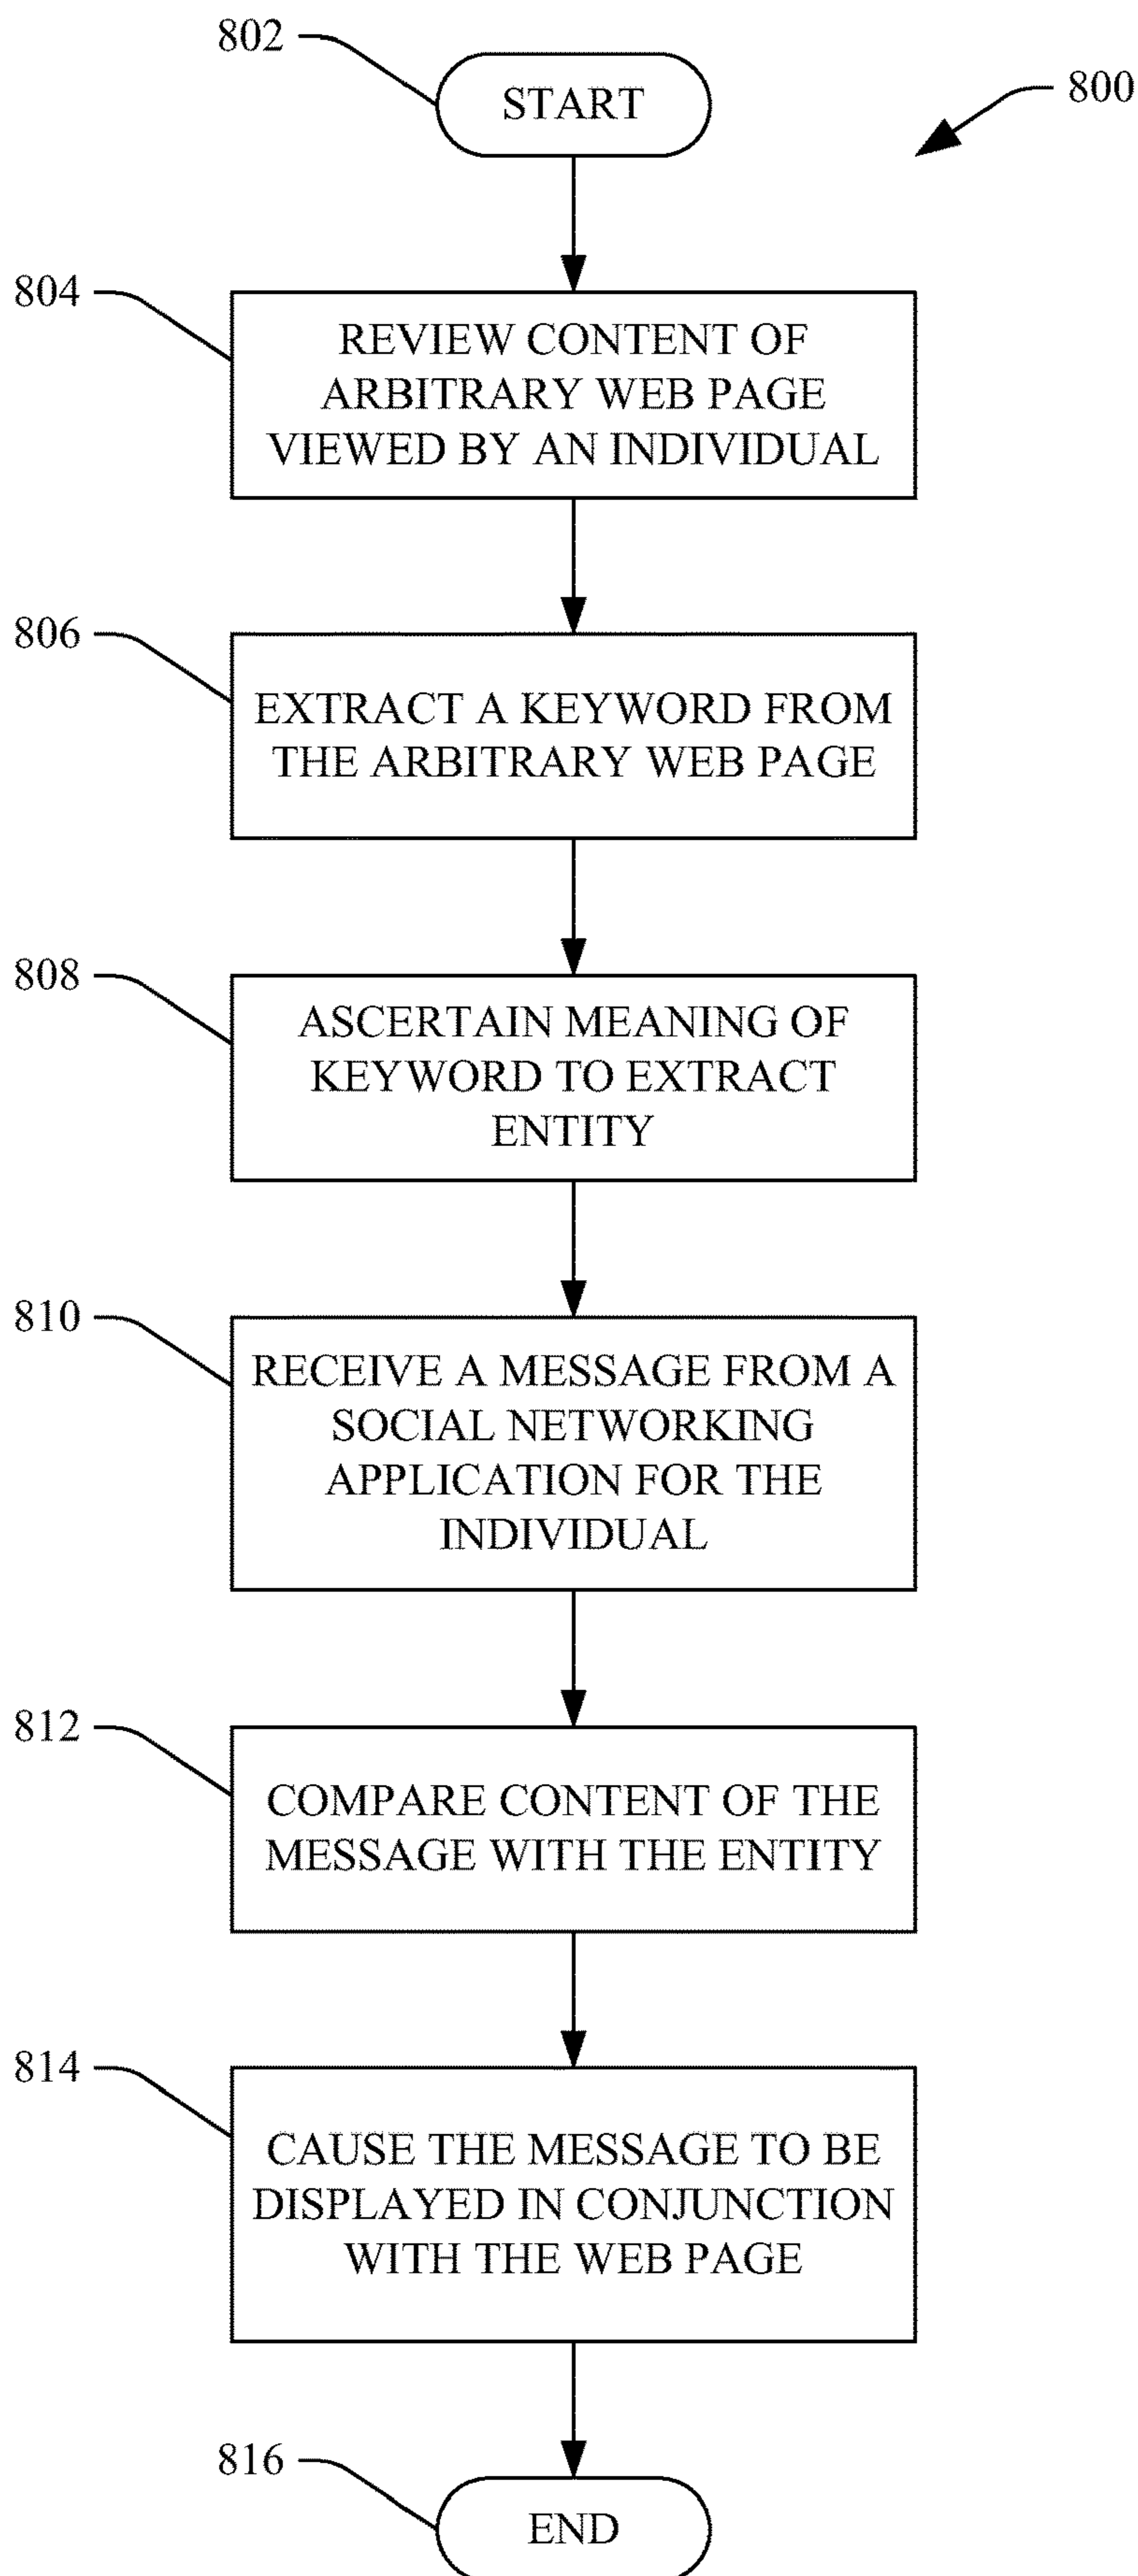 802
START
800
804
REVIEW CONTENT OF
ARBITRARY WEB PAGE
VIEWED BY AN INDIVIDUAL
806
EXTRACT A KEYWORD FROM
THE ARBITRARY WEB PAGE
808
ASCERTAIN MEANING OF
KEYWORD TO EXTRACT
ENTITY
810
RECEIVE A MESSAGE FROM A
SOCIAL NETWORKING
APPLICATION FOR THE
INDIVIDUAL
812
COMPARE CONTENT OF THE
MESSAGE WITH THE ENTITY
814
CAUSE THE MESSAGE TO BE
DISPLAYED IN CONJUNCTION
WITH THE WEB PAGE
816
END